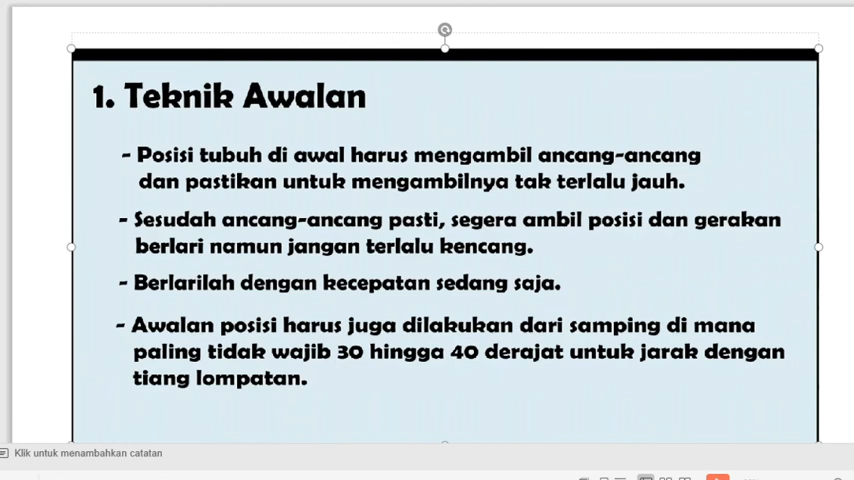 1. Teknik Awalan
- Posisi tubuh di awal harus mengambil ancang-ancang
dan pastikan untuk mengambilnya tak terlalu jauh.
- Sesudah ancang-ancang pasti, segera ambil posisi dan gerakan
berlari namun jangan terlalu kencang.
- Berlarilah dengan kecepatan sedang saja.
- Awalan posisi harus juga dilakukan dari samping di mana
paling tidak wajib 30 hingga 40 derajat untuk jarak dengan
tiang lompatan.
Klik untuk menambahkan catatan